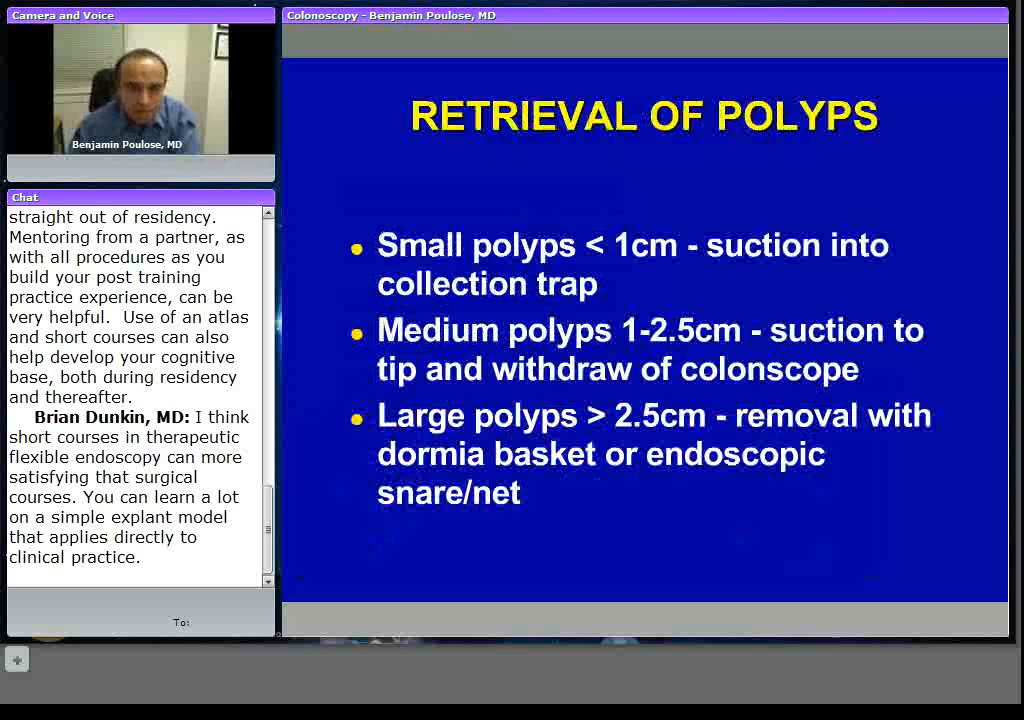 Camera and Voice
Benjamin Poulose, MD
Chat
straight out of residency.
Mentoring from a partner, as
with all procedures as you
build your post training
practice experience, can be
very helpful.  Use of an atlas
and short courses can also
help develop your cognitive
base, both during residency
and thereafter.
Brian Dunkin, MD: I think
short courses in therapeutic
flexible endoscopy can more
satisfying that surgical
courses. You can learn a lot
on a simple explant model
that applies directly to
clinical practice.
To:
Colonoscopy - Benjamin Poulose, MD
RETRIEVAL OF POLYPS
• Small polyps < 1cm - suction into
collection trap
• Medium polyps 1-2.5cm - suction to
tip and withdraw of colonscope
• Large polyps > 2.5cm - removal with
dormia basket or endoscopic
snare/net